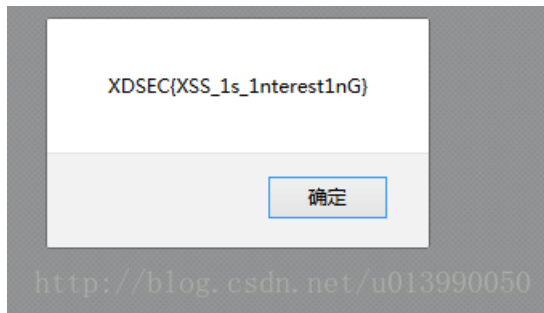 XDSEC{XSS_1s_1nterest1nG}
确定
http://blog.csdn.net/u013990050